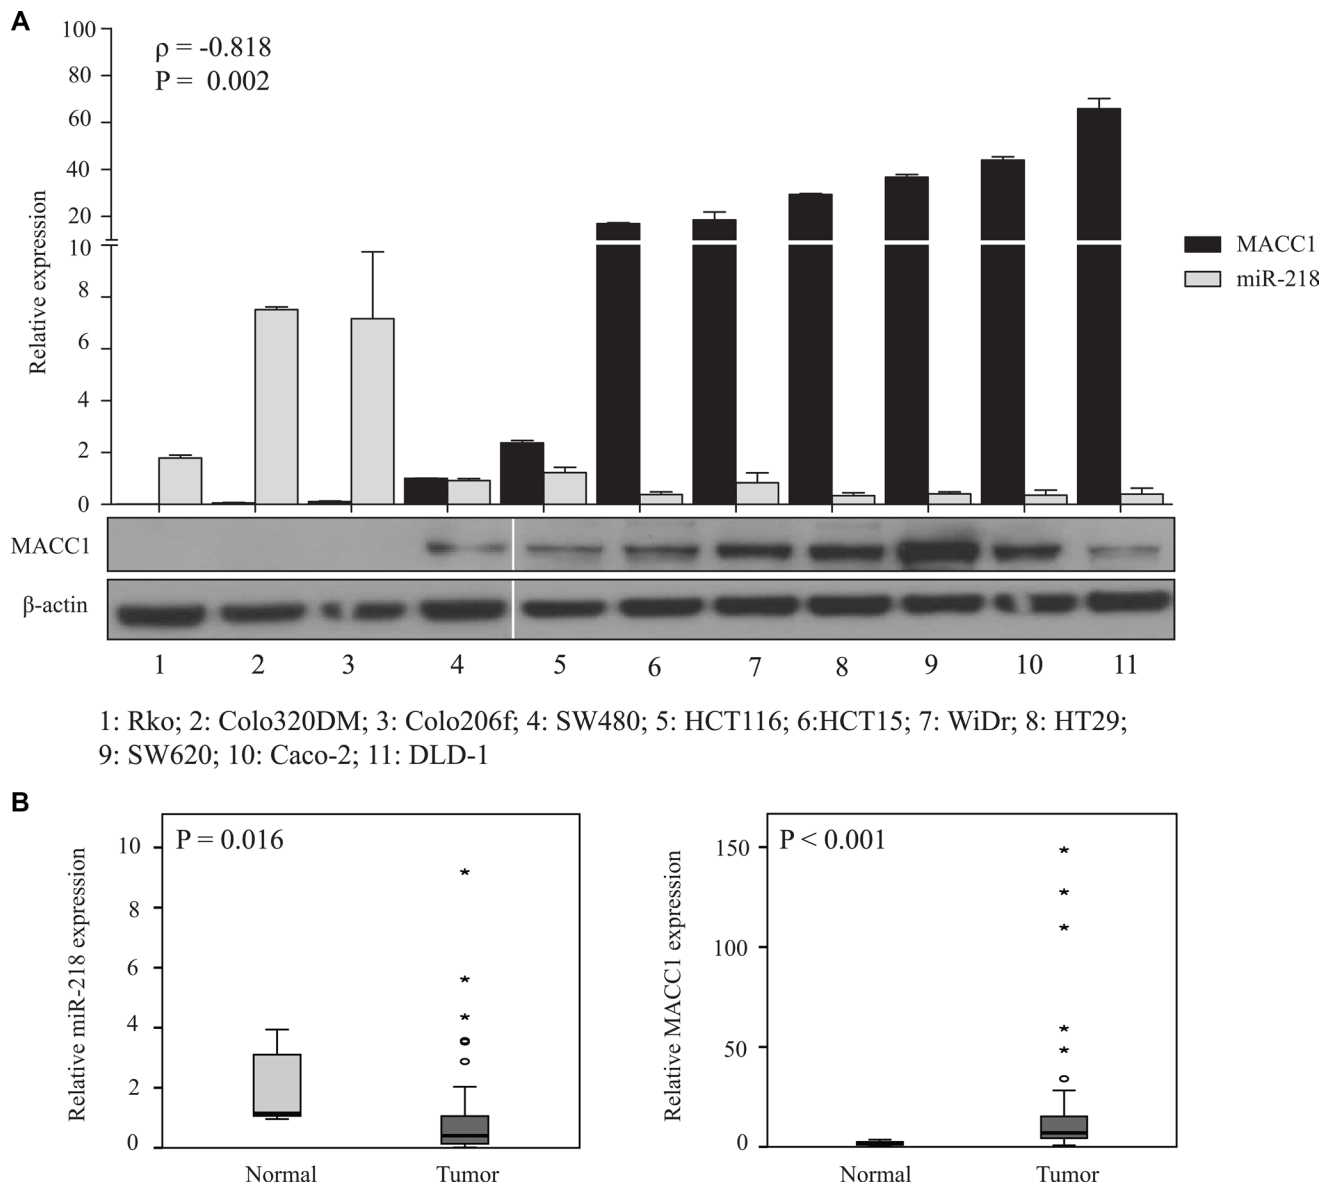 A
100
80
60
40
20
10
8
6
4
2
0
Relative expression
ρ = -0.818
P = 0.002
MACC1
miR-218
MACC1
β-actin
1 2 3 4 5 6 7 8 9 10 11
1: Rko; 2: Colo320DM; 3: Colo206f; 4: SW480; 5: HCT116; 6:HCT15; 7: WiDr; 8: HT29;
9: SW620; 10: Caco-2; 11: DLD-1
B
P = 0.016
10
8
6
4
2
0
Relative miR-218 expression
Normal Tumor
P < 0.001
150
100
50
0
Relative MACC1 expression
Normal Tumor